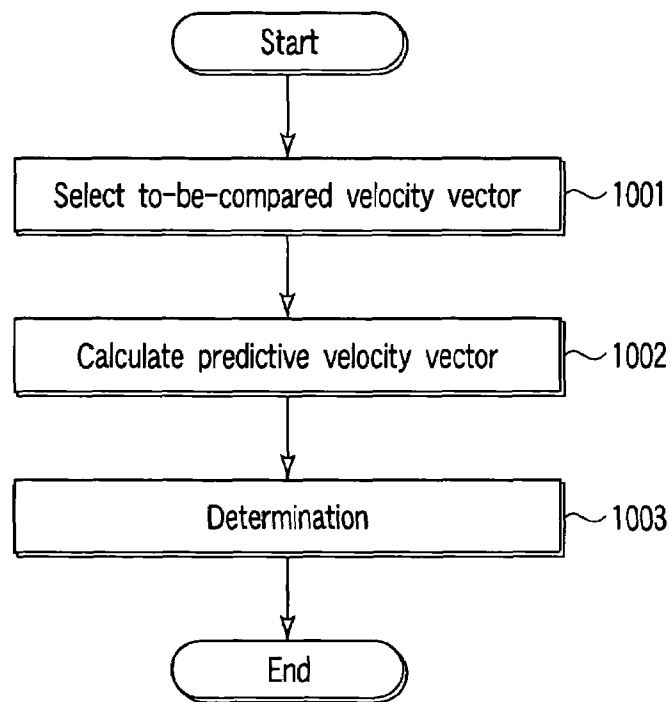 Start
Select to-be-compared velocity vector
1001
Calculate predictive velocity vector
1002
Determination
1003
End